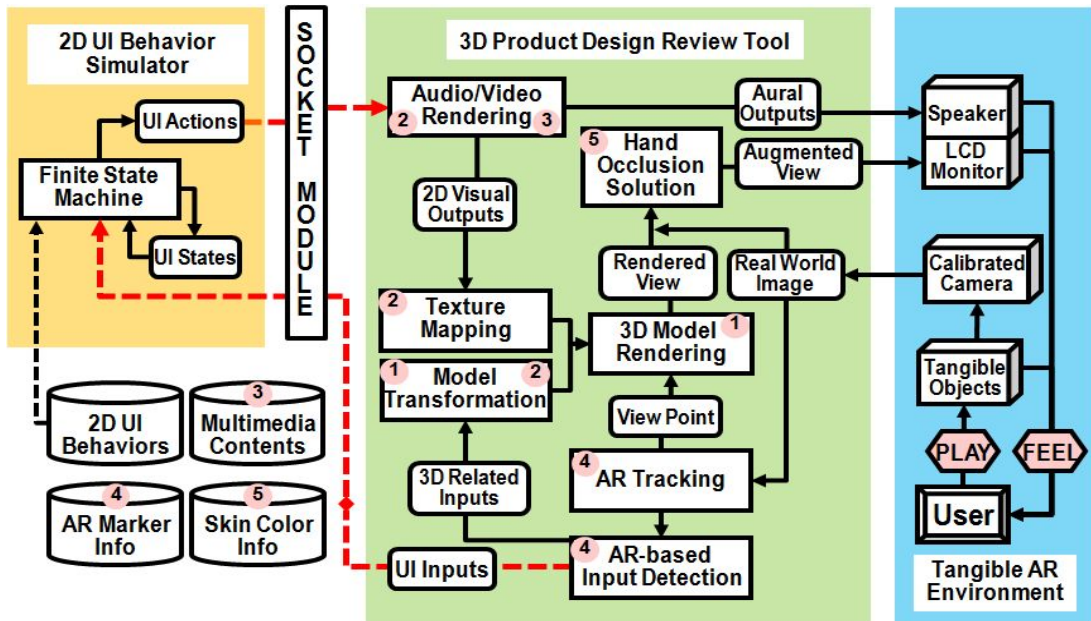 2D UI Behavior
Simulator
UI Actions
Finite State
Machine
UI States
SOCKET MODULE
2D UI
Behaviors
3
Multimedia
Contents
4
AR Marker
Info
5
Skin Color
Info
3D Product Design Review Tool
Audio/Video
2 Rendering 3
2D Visual
Outputs
2
Texture
Mapping
1 Model 2
Transformation
3D Related
Inputs
UI Inputs
Aural
Outputs
5 Hand
Occlusion
Solution
Augmented
View
Rendered
View
Real World
Image
3D Model 1
Rendering
View Point
4
AR Tracking
4
AR-based
Input Detection
Speaker
LCD
Monitor
Calibrated
Camera
Tangible
Objects
PLAY
FEEL
User
Tangible AR
Environment